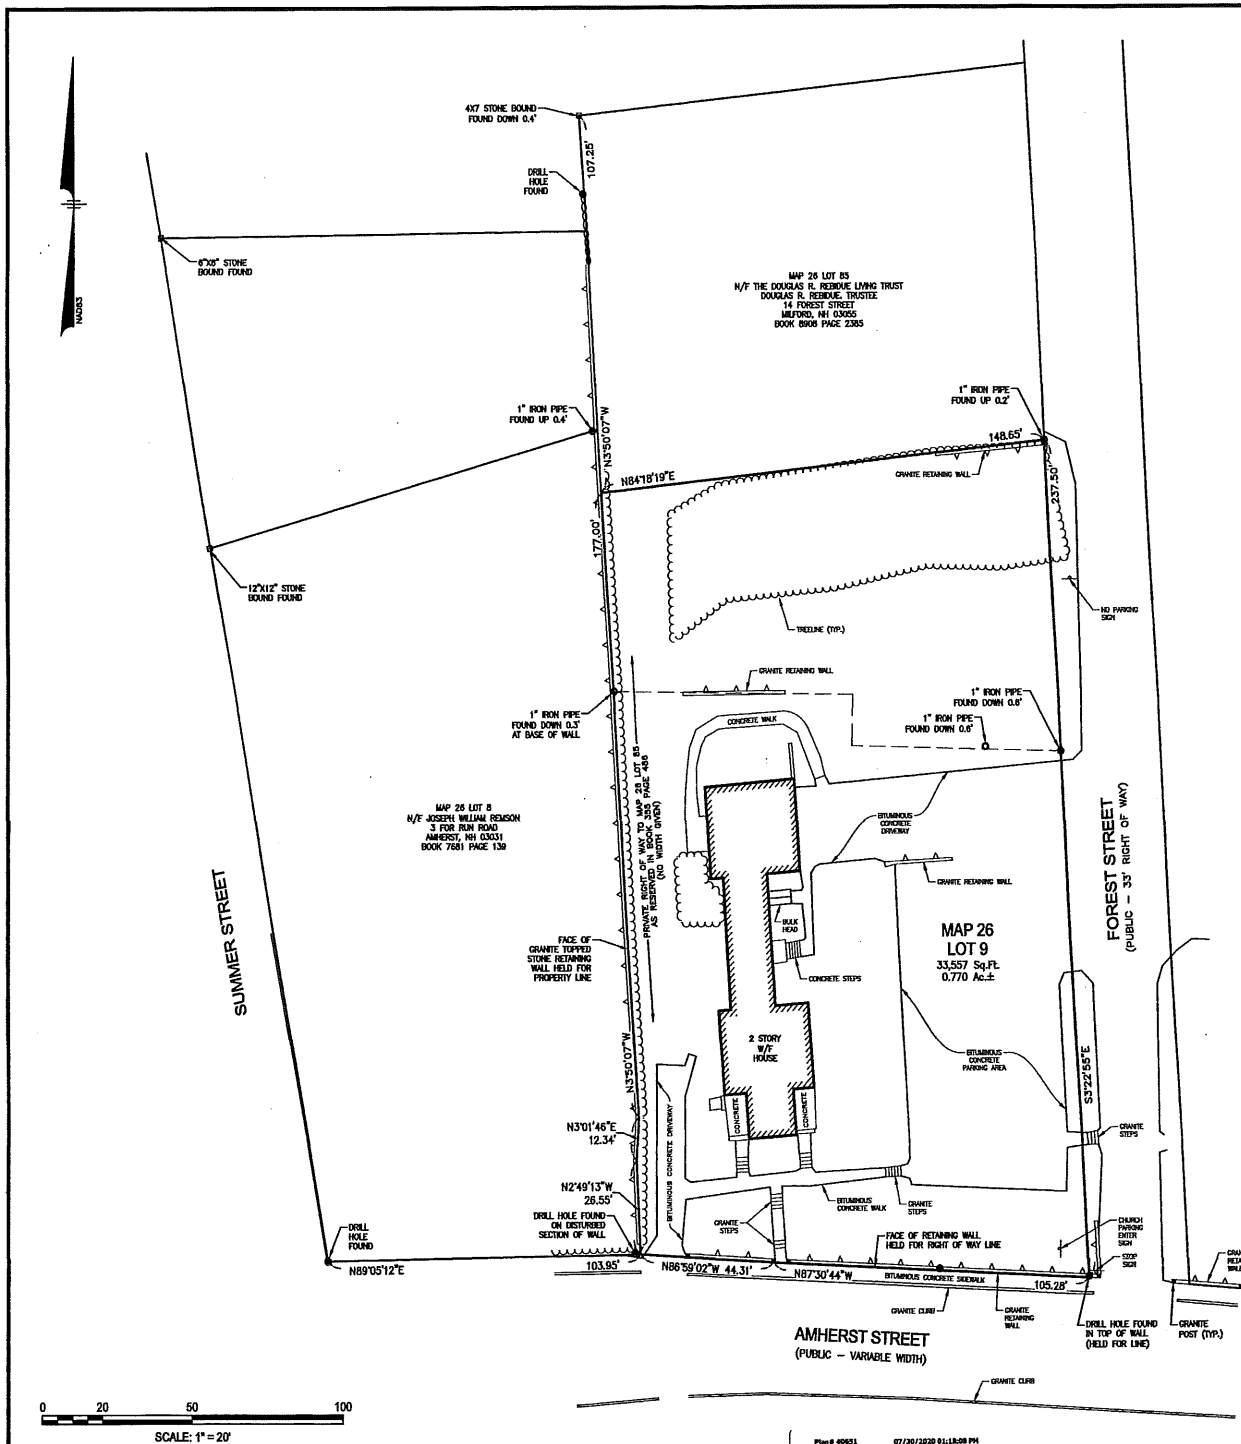 4X7 STONE BOUND
FOUND DOWN 0.4'
107.25'
DRILL
HOLE
FOUND
6"X6" STONE
BOUND FOUND
NAD83
MAP 26 LOT 85
N/F THE DOUGLAS R. REBIDUE LIVING TRUST
DOUGLAS R. REBIDUE, TRUSTEE
14 FOREST STREET
MILFORD, NH 03055
BOOK 8908 PAGE 2385
1" IRON PIPE
FOUND UP 0.4'
1" IRON PIPE
FOUND UP 0.2'
N3°50'07"W
148.65'
GRANITE RETAINING WALL
N84°18'19"E
237.50'
177.00'
12"X12" STONE
BOUND FOUND
NO PARKING
SIGN
TREELINE (TYP.)
GRANITE RETAINING WALL
1" IRON PIPE
FOUND DOWN 0.3'
AT BASE OF WALL
CONCRETE WALK
1" IRON PIPE
FOUND DOWN 0.6'
1" IRON PIPE
FOUND DOWN 0.6'
PRIVATE RIGHT OF WAY TO MAP 26 LOT 85
AS RESERVED IN BOOK 355 PAGE 486
(NO WIDTH GIVEN)
MAP 26 LOT 8
N/F JOSEPH WILLIAM REMSON
3 FOR RUN ROAD
AMHERST, NH 03031
BOOK 7681 PAGE 139
BITUMINOUS
CONCRETE
DRIVEWAY
GRANITE RETAINING WALL
FOREST STREET
(PUBLIC - 33' RIGHT OF WAY)
SUMMER STREET
BULK
HEAD
MAP 26
LOT 9
33,557 Sq.Ft.
0.770 Ac.±
FACE OF
GRANITE TOPPED
STONE RETAINING
WALL HELD FOR
PROPERTY LINE
CONCRETE STEPS
2 STORY
W/F
HOUSE
BITUMINOUS
CONCRETE
PARKING AREA
N3°50'07"W
S3°22'55"E
CONCRETE
CONCRETE
BITUMINOUS CONCRETE DRIVEWAY
N3°01'46"E
12.34'
GRANITE
STEPS
N2°49'13"W
26.55'
BITUMINOUS
CONCRETE WALK
GRANITE
STEPS
DRILL HOLE FOUND
ON DISTURBED
SECTION OF WALL
GRANITE
STEPS
DRILL
HOLE
FOUND
FACE OF RETAINING WALL
HELD FOR RIGHT OF WAY LINE
CHURCH
PARKING
ENTER
SIGN
STOP
SIGN
GRAN
RETA
WALL
N89°05'12"E
103.95'
N86°59'02"W 44.31'
N87°30'44"W
BITUMINOUS CONCRETE SIDEWALK
105.28'
GRANITE CURB
GRANITE
RETAINING
WALL
DRILL HOLE FOUND
IN TOP OF WALL
(HELD FOR LINE)
GRANITE
POST (TYP.)
AMHERST STREET
(PUBLIC - VARIABLE WIDTH)
GRANITE CURB
0 20 50 100
SCALE: 1" = 20'
Plan# 40651 07/30/2020 01:18:09 PM